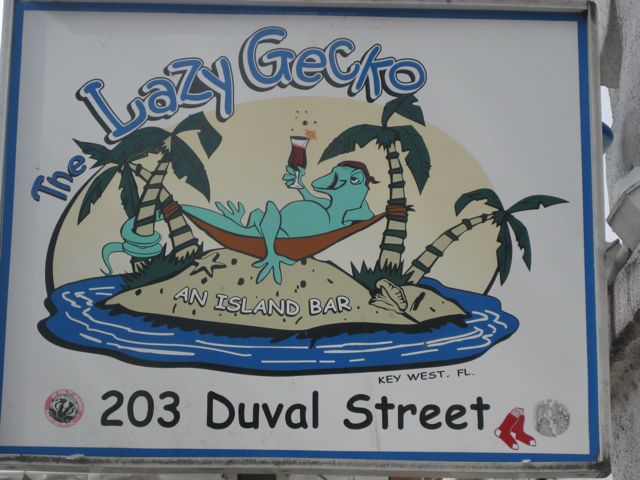 The Lazy Gecko
AN ISLAND BAR
KEY WEST. FL.
203 Duval Street